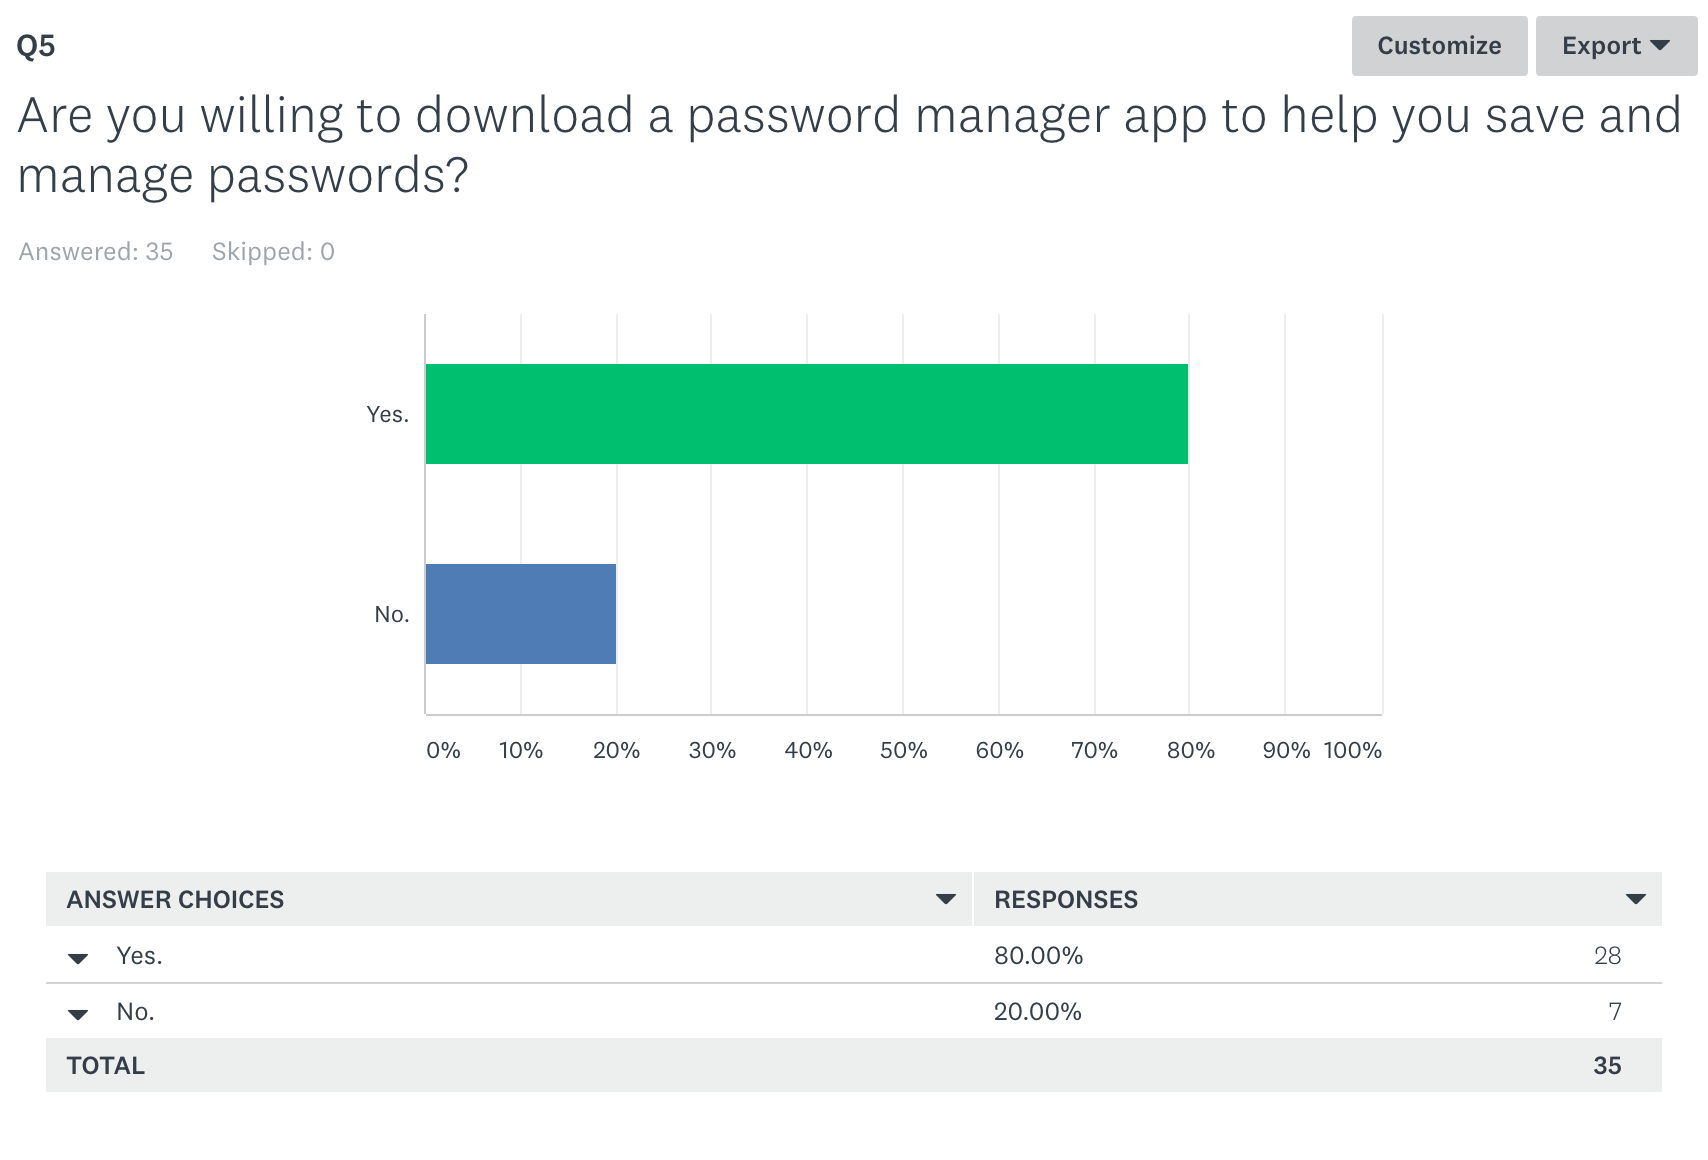 Q5
Customize
Export
Are you willing to download a password manager app to help you save and
manage passwords?
Answered: 35 Skipped: 0
Yes.
No.
0% 10% 20% 30% 40% 50% 60% 70% 80% 90% 100%
ANSWER CHOICES RESPONSES
Yes. 80.00% 28
No. 20.00% 7
TOTAL 35